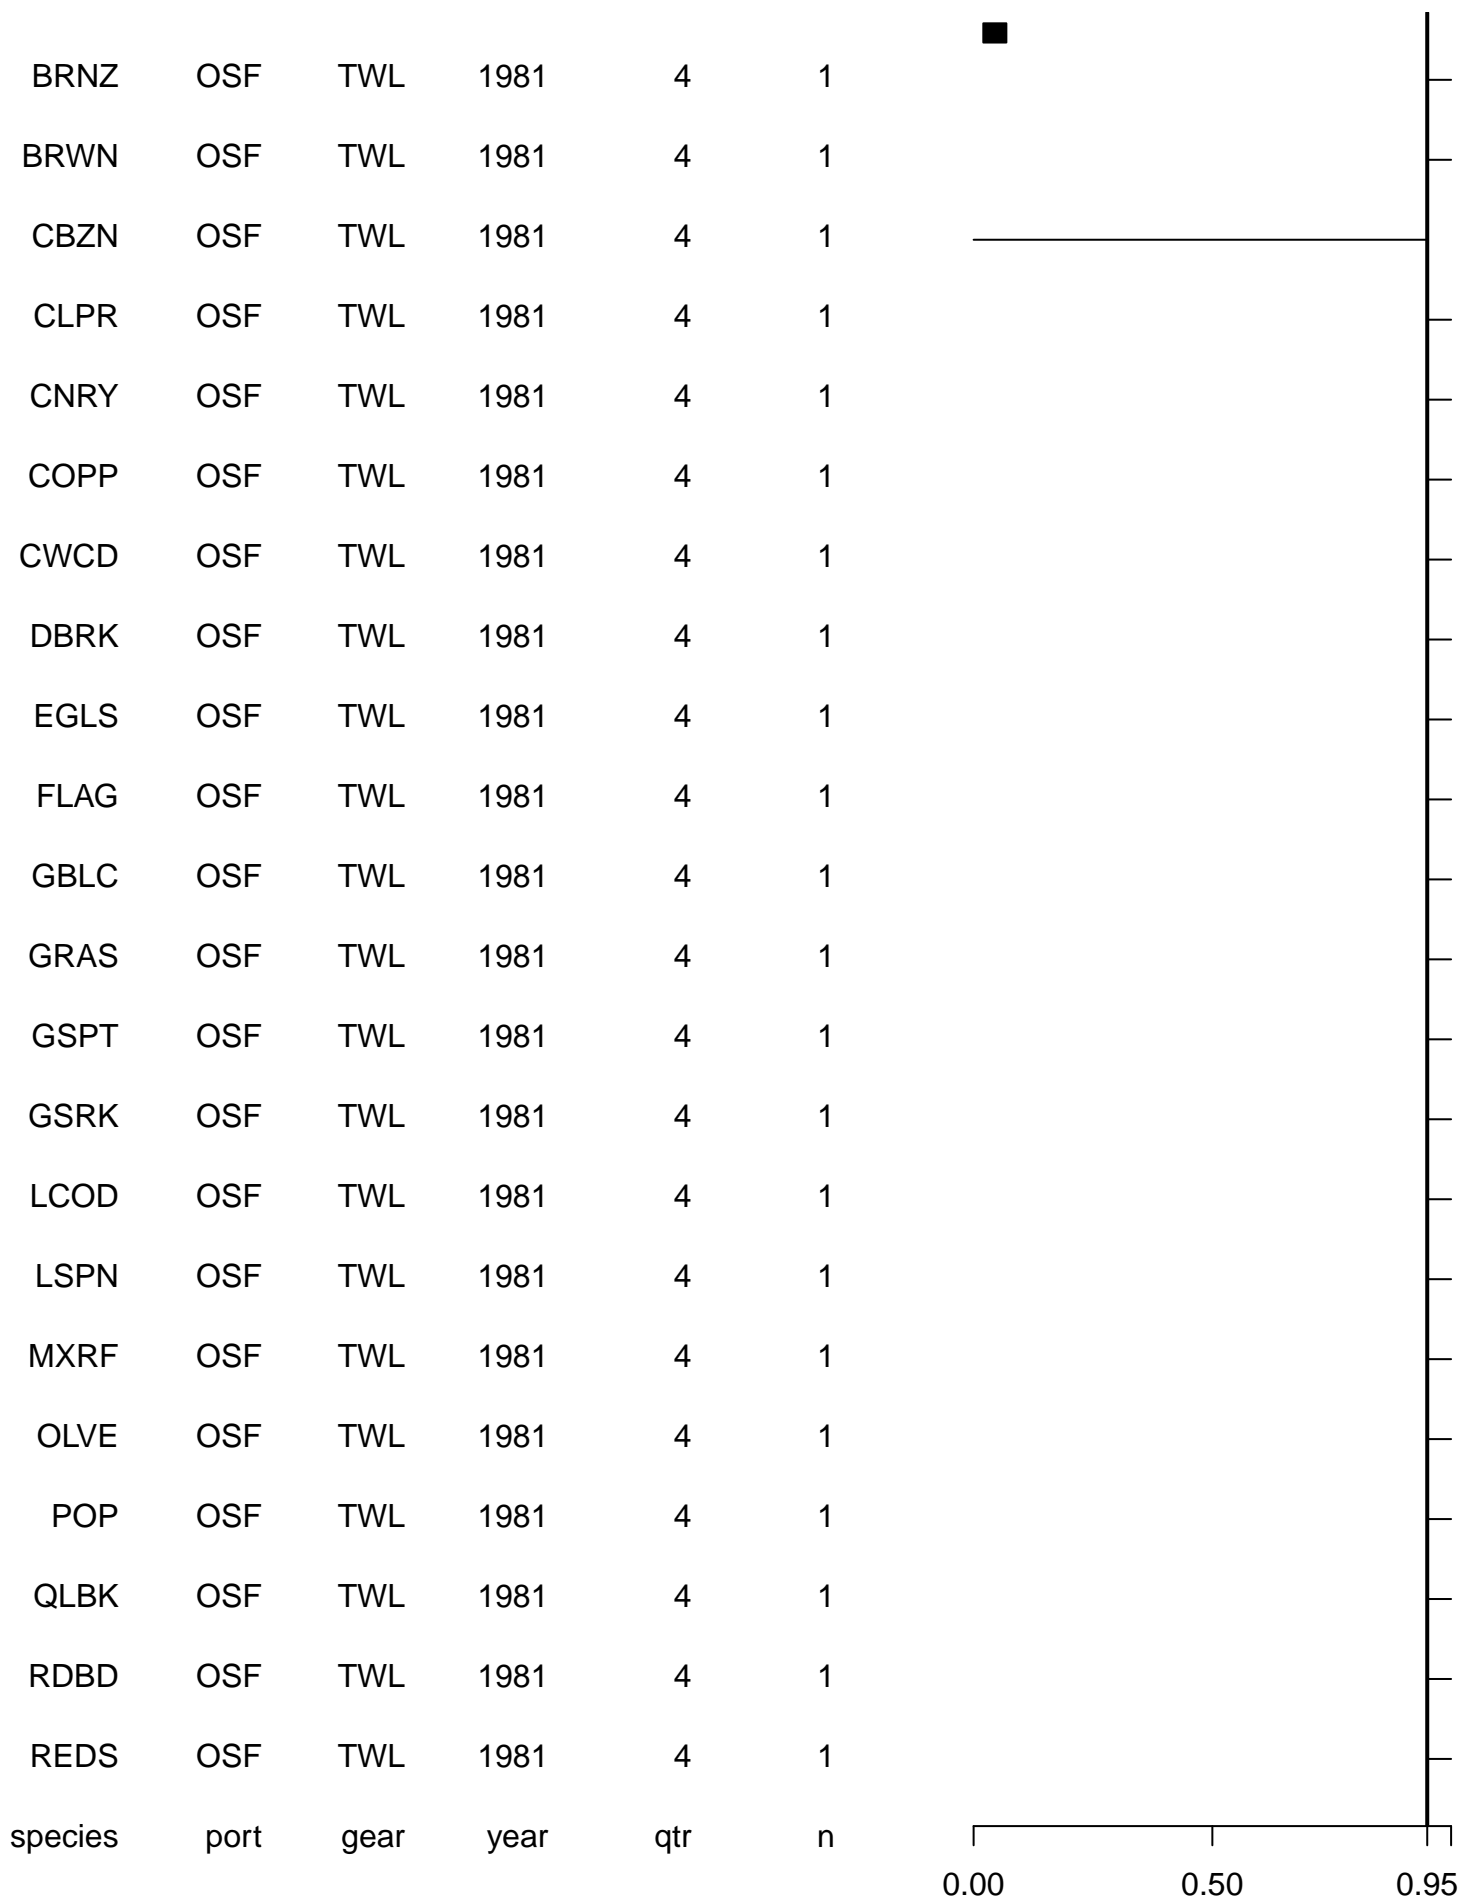 BRNZ OSF TWL 1981 4 1
BRWN OSF TWL 1981 4 1
CBZN OSF TWL 1981 4 1
CLPR OSF TWL 1981 4 1
CNRY OSF TWL 1981 4 1
COPP OSF TWL 1981 4 1
CWCD OSF TWL 1981 4 1
DBRK OSF TWL 1981 4 1
EGLS OSF TWL 1981 4 1
FLAG OSF TWL 1981 4 1
GBLC OSF TWL 1981 4 1
GRAS OSF TWL 1981 4 1
GSPT OSF TWL 1981 4 1
GSRK OSF TWL 1981 4 1
LCOD OSF TWL 1981 4 1
LSPN OSF TWL 1981 4 1
MXRF OSF TWL 1981 4 1
OLVE OSF TWL 1981 4 1
POP OSF TWL 1981 4 1
QLBK OSF TWL 1981 4 1
RDBD OSF TWL 1981 4 1
REDS OSF TWL 1981 4 1
species port gear year qtr n
0.00 0.50 0.95